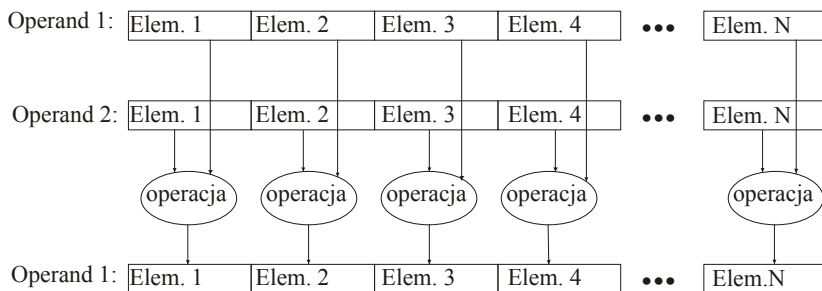 Operand 1: Elem. 1 Elem. 2 Elem. 3 Elem. 4 ••• Elem. N
Operand 2: Elem. 1 Elem. 2 Elem. 3 Elem. 4 ••• Elem. N
operacja operacja operacja operacja operacja
Operand 1: Elem. 1 Elem. 2 Elem. 3 Elem. 4 ••• Elem.N